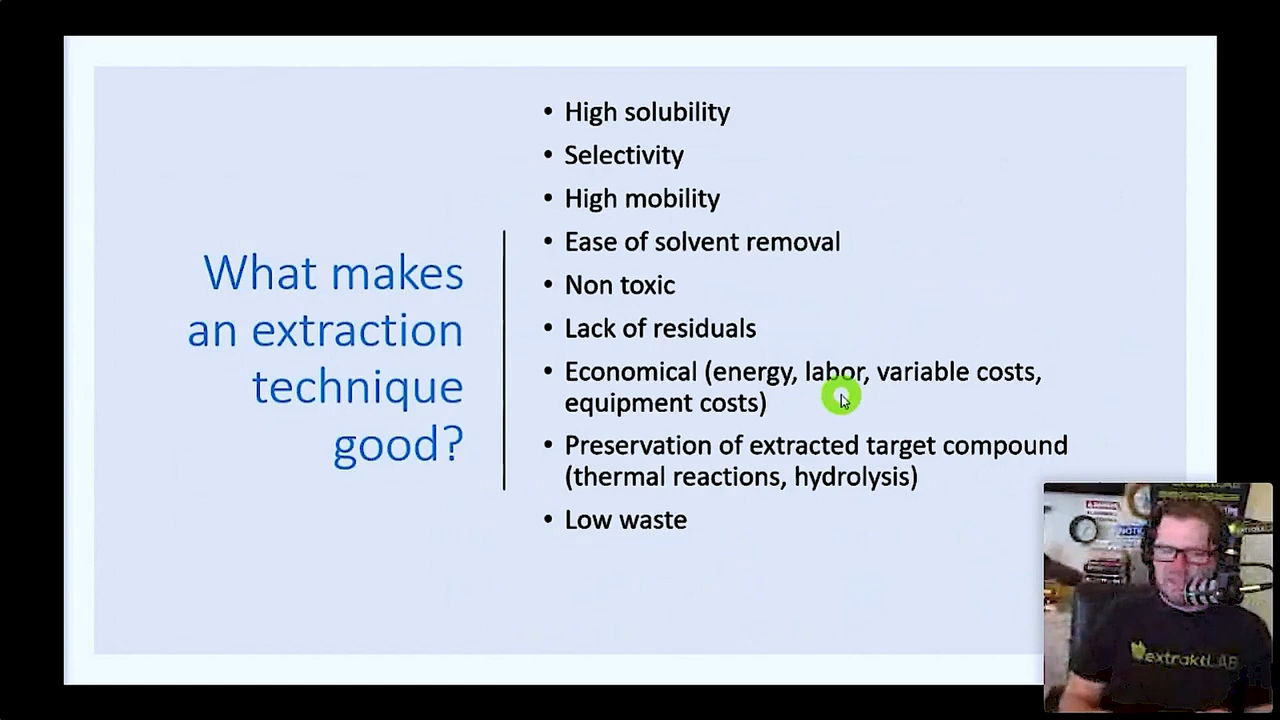 What makes
an extraction
technique
good?
• High solubility
• Selectivity
• High mobility
• Ease of solvent removal
• Non toxic
• Lack of residuals
• Economical (energy, labor, variable costs,
equipment costs)
• Preservation of extracted target compound
(thermal reactions, hydrolysis)
• Low waste
extraktLAB